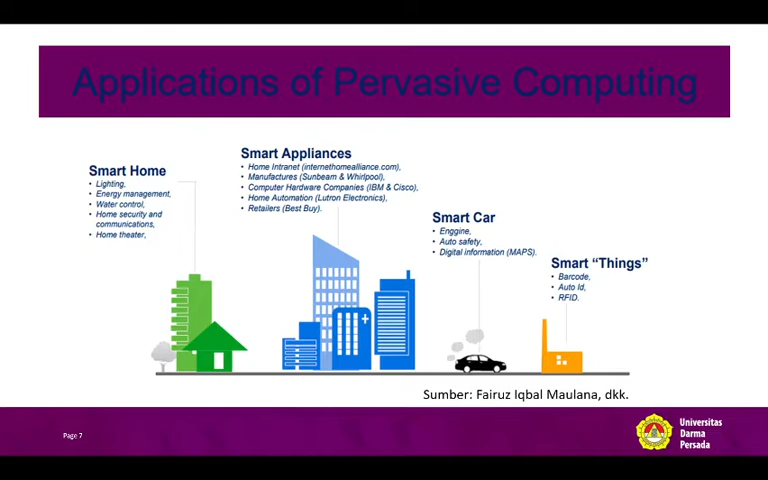 Applications of Pervasive Computing
Smart Home
• Lighting,
• Energy management,
• Water control,
• Home security and
communications,
• Home theater,
Smart Appliances
• Home Intranet (internethomealliance.com),
• Manufactures (Sunbeam & Whirlpool),
• Computer Hardware Companies (IBM & Cisco),
• Home Automation (Lutron Electronics),
• Retailers (Best Buy).
Smart Car
• Enggine,
• Auto safety,
• Digital information (MAPS).
Smart “Things”
• Barcode,
• Auto Id,
• RFID.
Sumber: Fairuz Iqbal Maulana, dkk.
Page 7
Universitas
Darma
Persada